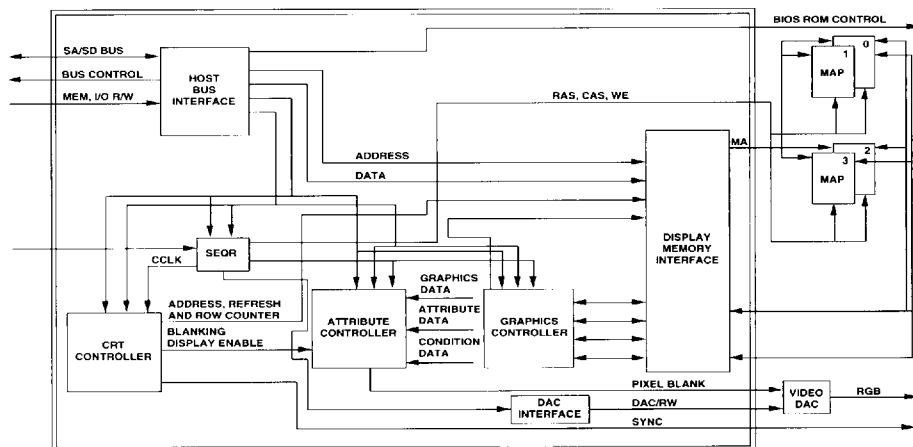 BIOS ROM CONTROL
SA/SD BUS
BUS CONTROL
MEM, I/O R/W
HOST
BUS
INTERFACE
0
1
MAP
RAS, CAS, WE
ADDRESS
DATA
MA
2
3
MAP
SEQR
CCLK
DISPLAY
MEMORY
INTERFACE
ADDRESS, REFRESH
AND ROW COUNTER
BLANKING
DISPLAY ENABLE
CRT
CONTROLLER
ATTRIBUTE
CONTROLLER
GRAPHICS
DATA
ATTRIBUTE
DATA
CONDITION
DATA
GRAPHICS
CONTROLLER
PIXEL BLANK
DAC
INTERFACE
DAC/RW
VIDEO
DAC
RGB
SYNC